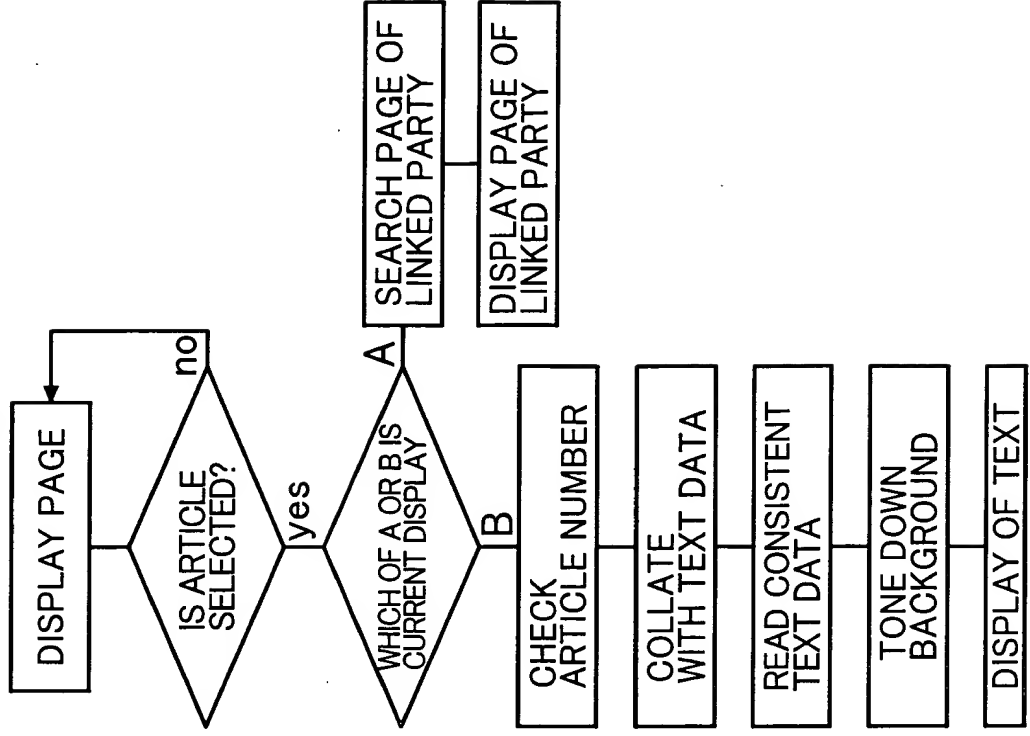 DISPLAY PAGE
IS ARTICLE
SELECTED?
no
yes
WHICH OF A OR B IS
CURRENT DISPLAY
A
SEARCH PAGE OF
LINKED PARTY
DISPLAY PAGE OF
LINKED PARTY
B
CHECK
ARTICLE NUMBER
COLLATE
WITH TEXT DATA
READ CONSISTENT
TEXT DATA
TONE DOWN
BACKGROUND
DISPLAY OF TEXT